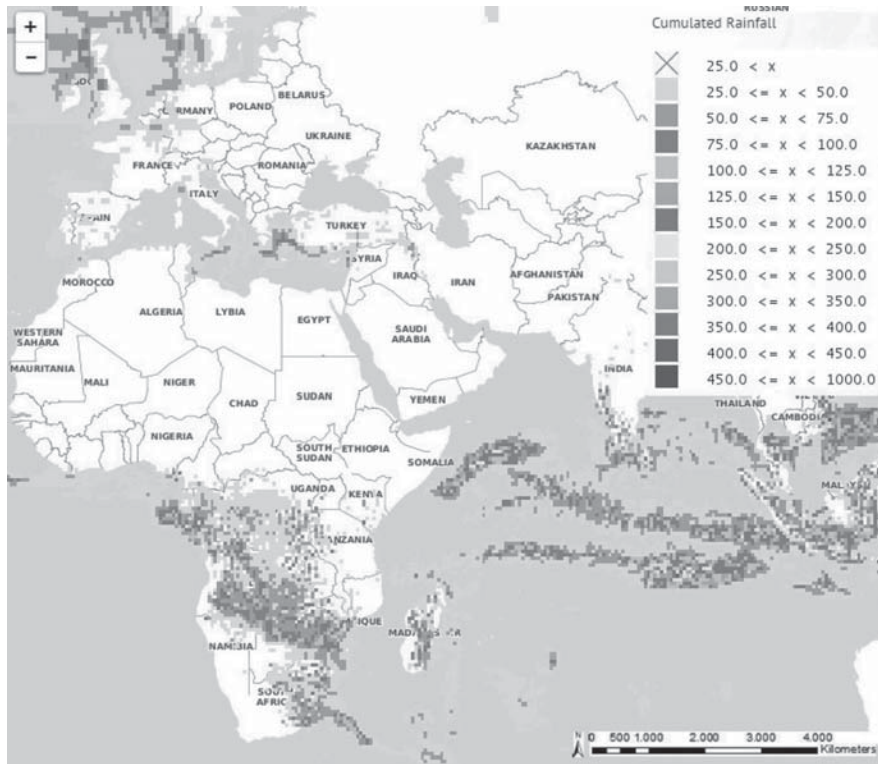 +
−
RUSSIAN
Cumulated Rainfall
25.0 < x
25.0 <= x < 50.0
50.0 <= x < 75.0
75.0 <= x < 100.0
100.0 <= x < 125.0
125.0 <= x < 150.0
150.0 <= x < 200.0
200.0 <= x < 250.0
250.0 <= x < 300.0
300.0 <= x < 350.0
350.0 <= x < 400.0
400.0 <= x < 450.0
450.0 <= x < 1000.0
BELARUS
POLAND
UKRAINE
KAZAKHSTAN
FRANCE
ROMANIA
ITALY
TURKEY
SYRIA
IRAQ
IRAN
AFGHANISTAN
PAKISTAN
MOROCCO
ALGERIA
LYBIA
EGYPT
SAUDI
ARABIA
WESTERN
SAHARA
MAURITANIA
MALI
NIGER
CHAD
SUDAN
YEMEN
INDIA
THAILAND
CAMBODIA
NIGERIA
SOUTH
SUDAN
ETHIOPIA
SOMALIA
UGANDA
KENYA
NAMIBIA
N
0 500 1.000 2.000 3.000 4.000
Kilometers